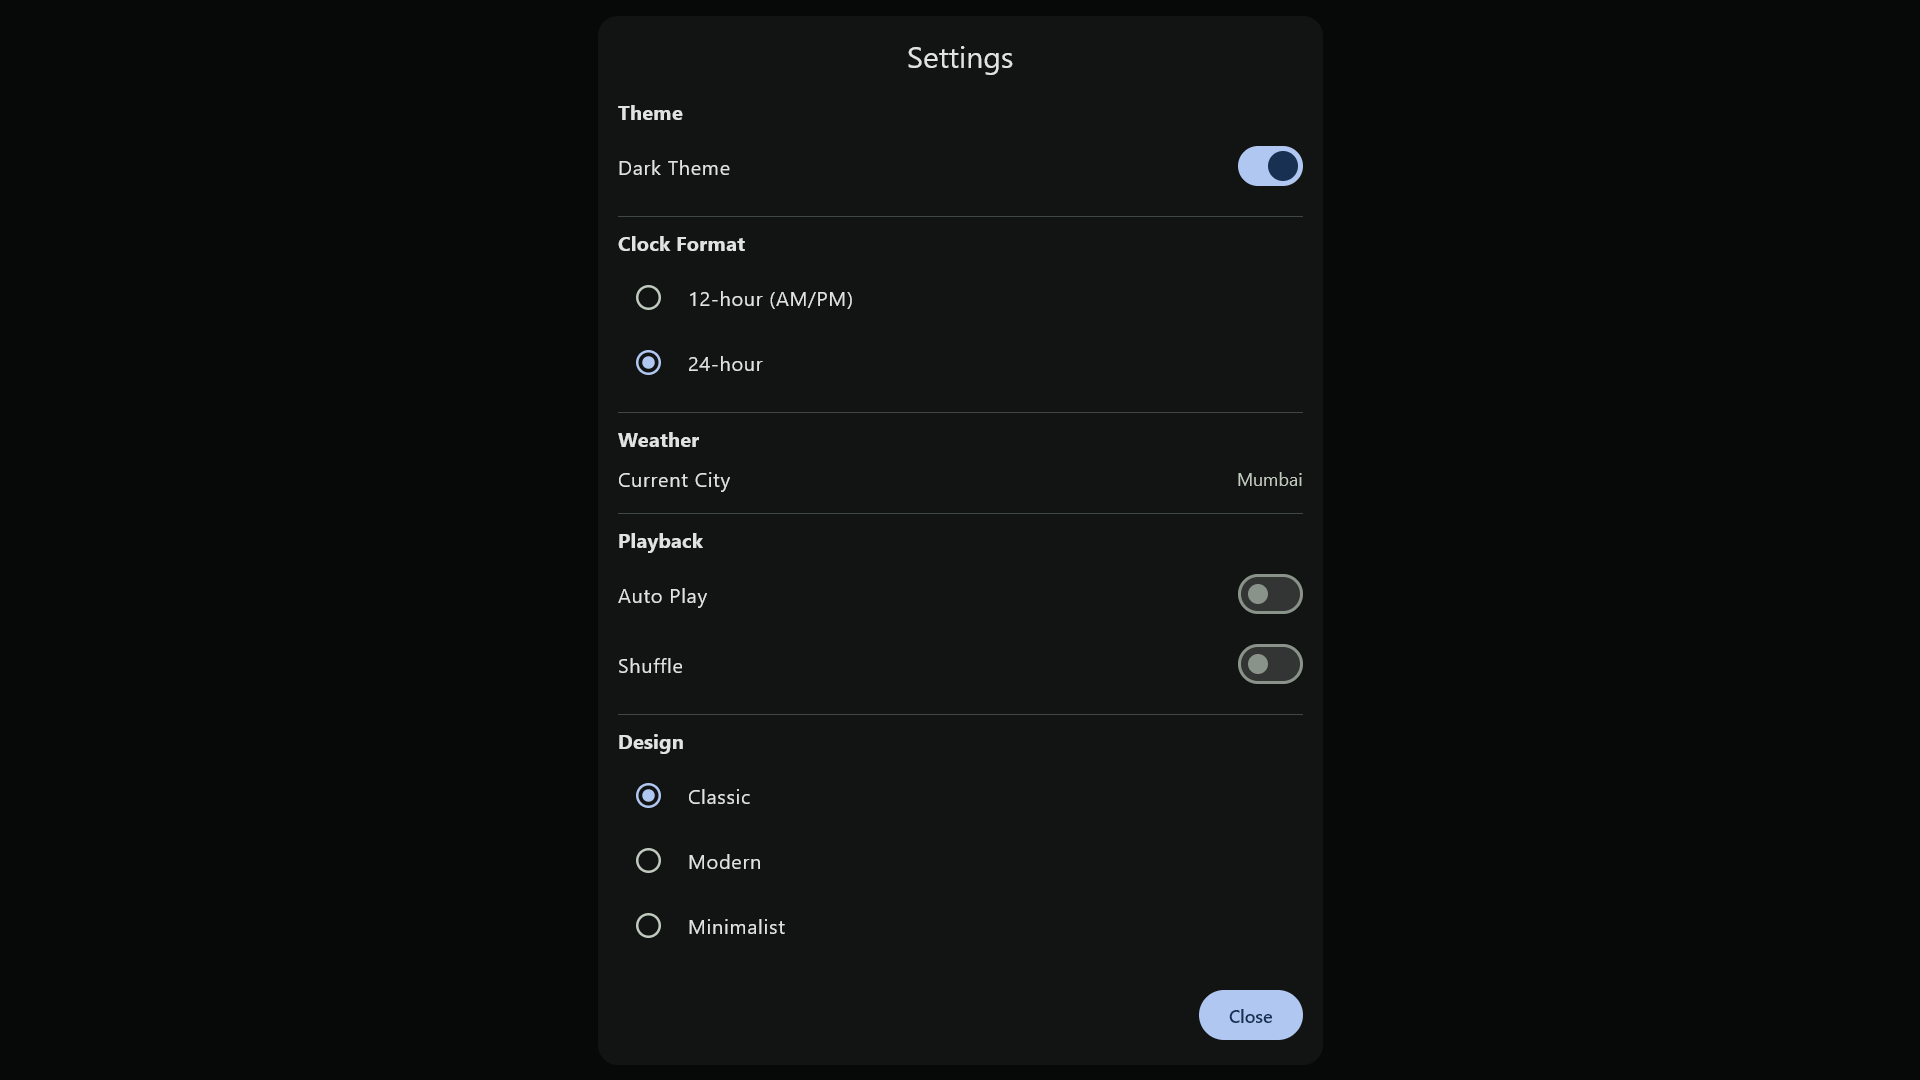 Settings
Theme
Dark Theme
Clock Format
12-hour (AM/PM)
24-hour
Weather
Current City Mumbai
Playback
Auto Play
Shuffle
Design
Classic
Modern
Minimalist
Close